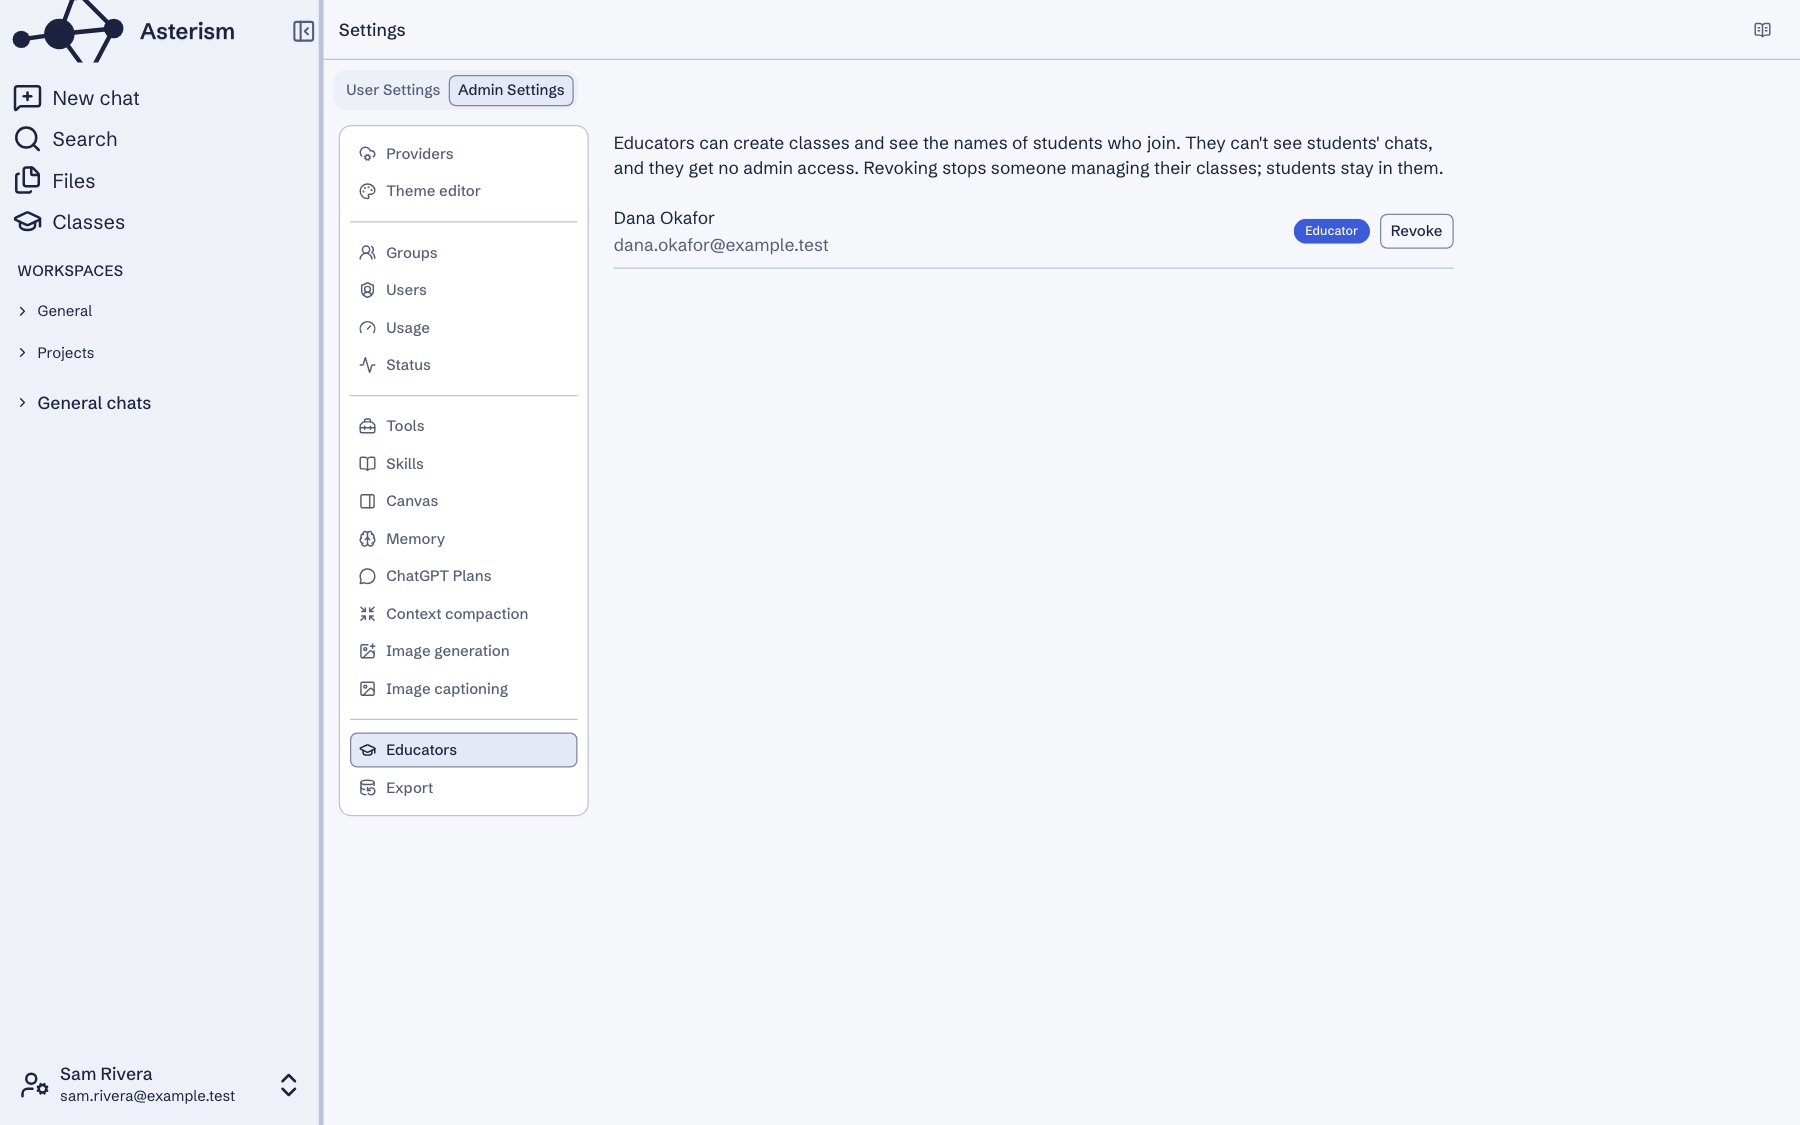 Asterism
New chat
Search
Files
Classes
WORKSPACES
General
Projects
General chats
Sam Rivera
sam.rivera@example.test
Settings
User Settings
Admin Settings
Providers
Theme editor
Groups
Users
Usage
Status
Tools
Skills
Canvas
Memory
ChatGPT Plans
Context compaction
Image generation
Image captioning
Educators
Export
Educators can create classes and see the names of students who join. They can't see students' chats,
and they get no admin access. Revoking stops someone managing their classes; students stay in them.
Dana Okafor
dana.okafor@example.test
Educator
Revoke